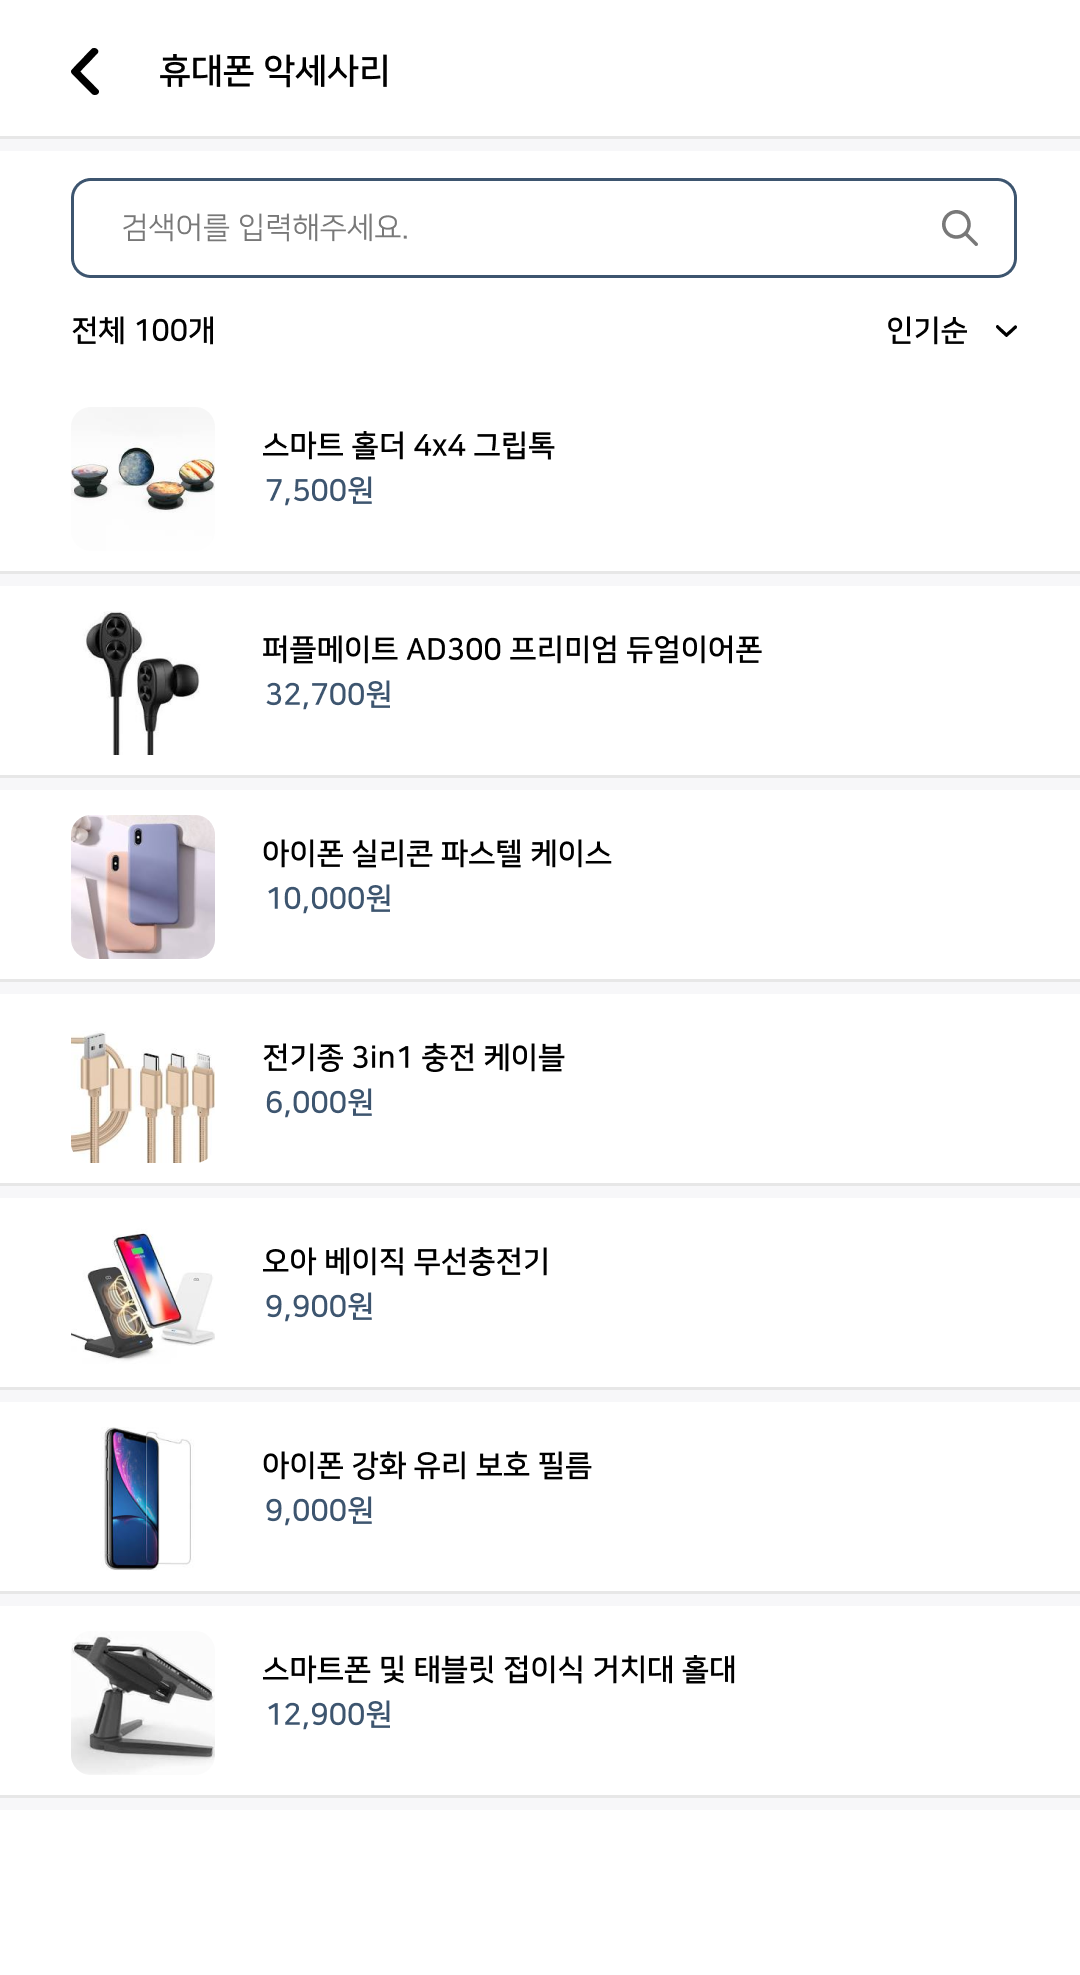 휴대폰 악세사리
검색어를 입력해주세요.
전체 100개
인기순
스마트 홀더 4x4 그립톡
7,500원
퍼플메이트 AD300 프리미엄 듀얼이어폰
32,700원
아이폰 실리콘 파스텔 케이스
10,000원
전기종 3in1 충전 케이블
6,000원
오아 베이직 무선충전기
9,900원
아이폰 강화 유리 보호 필름
9,000원
스마트폰 및 태블릿 접이식 거치대 홀대
12,900원